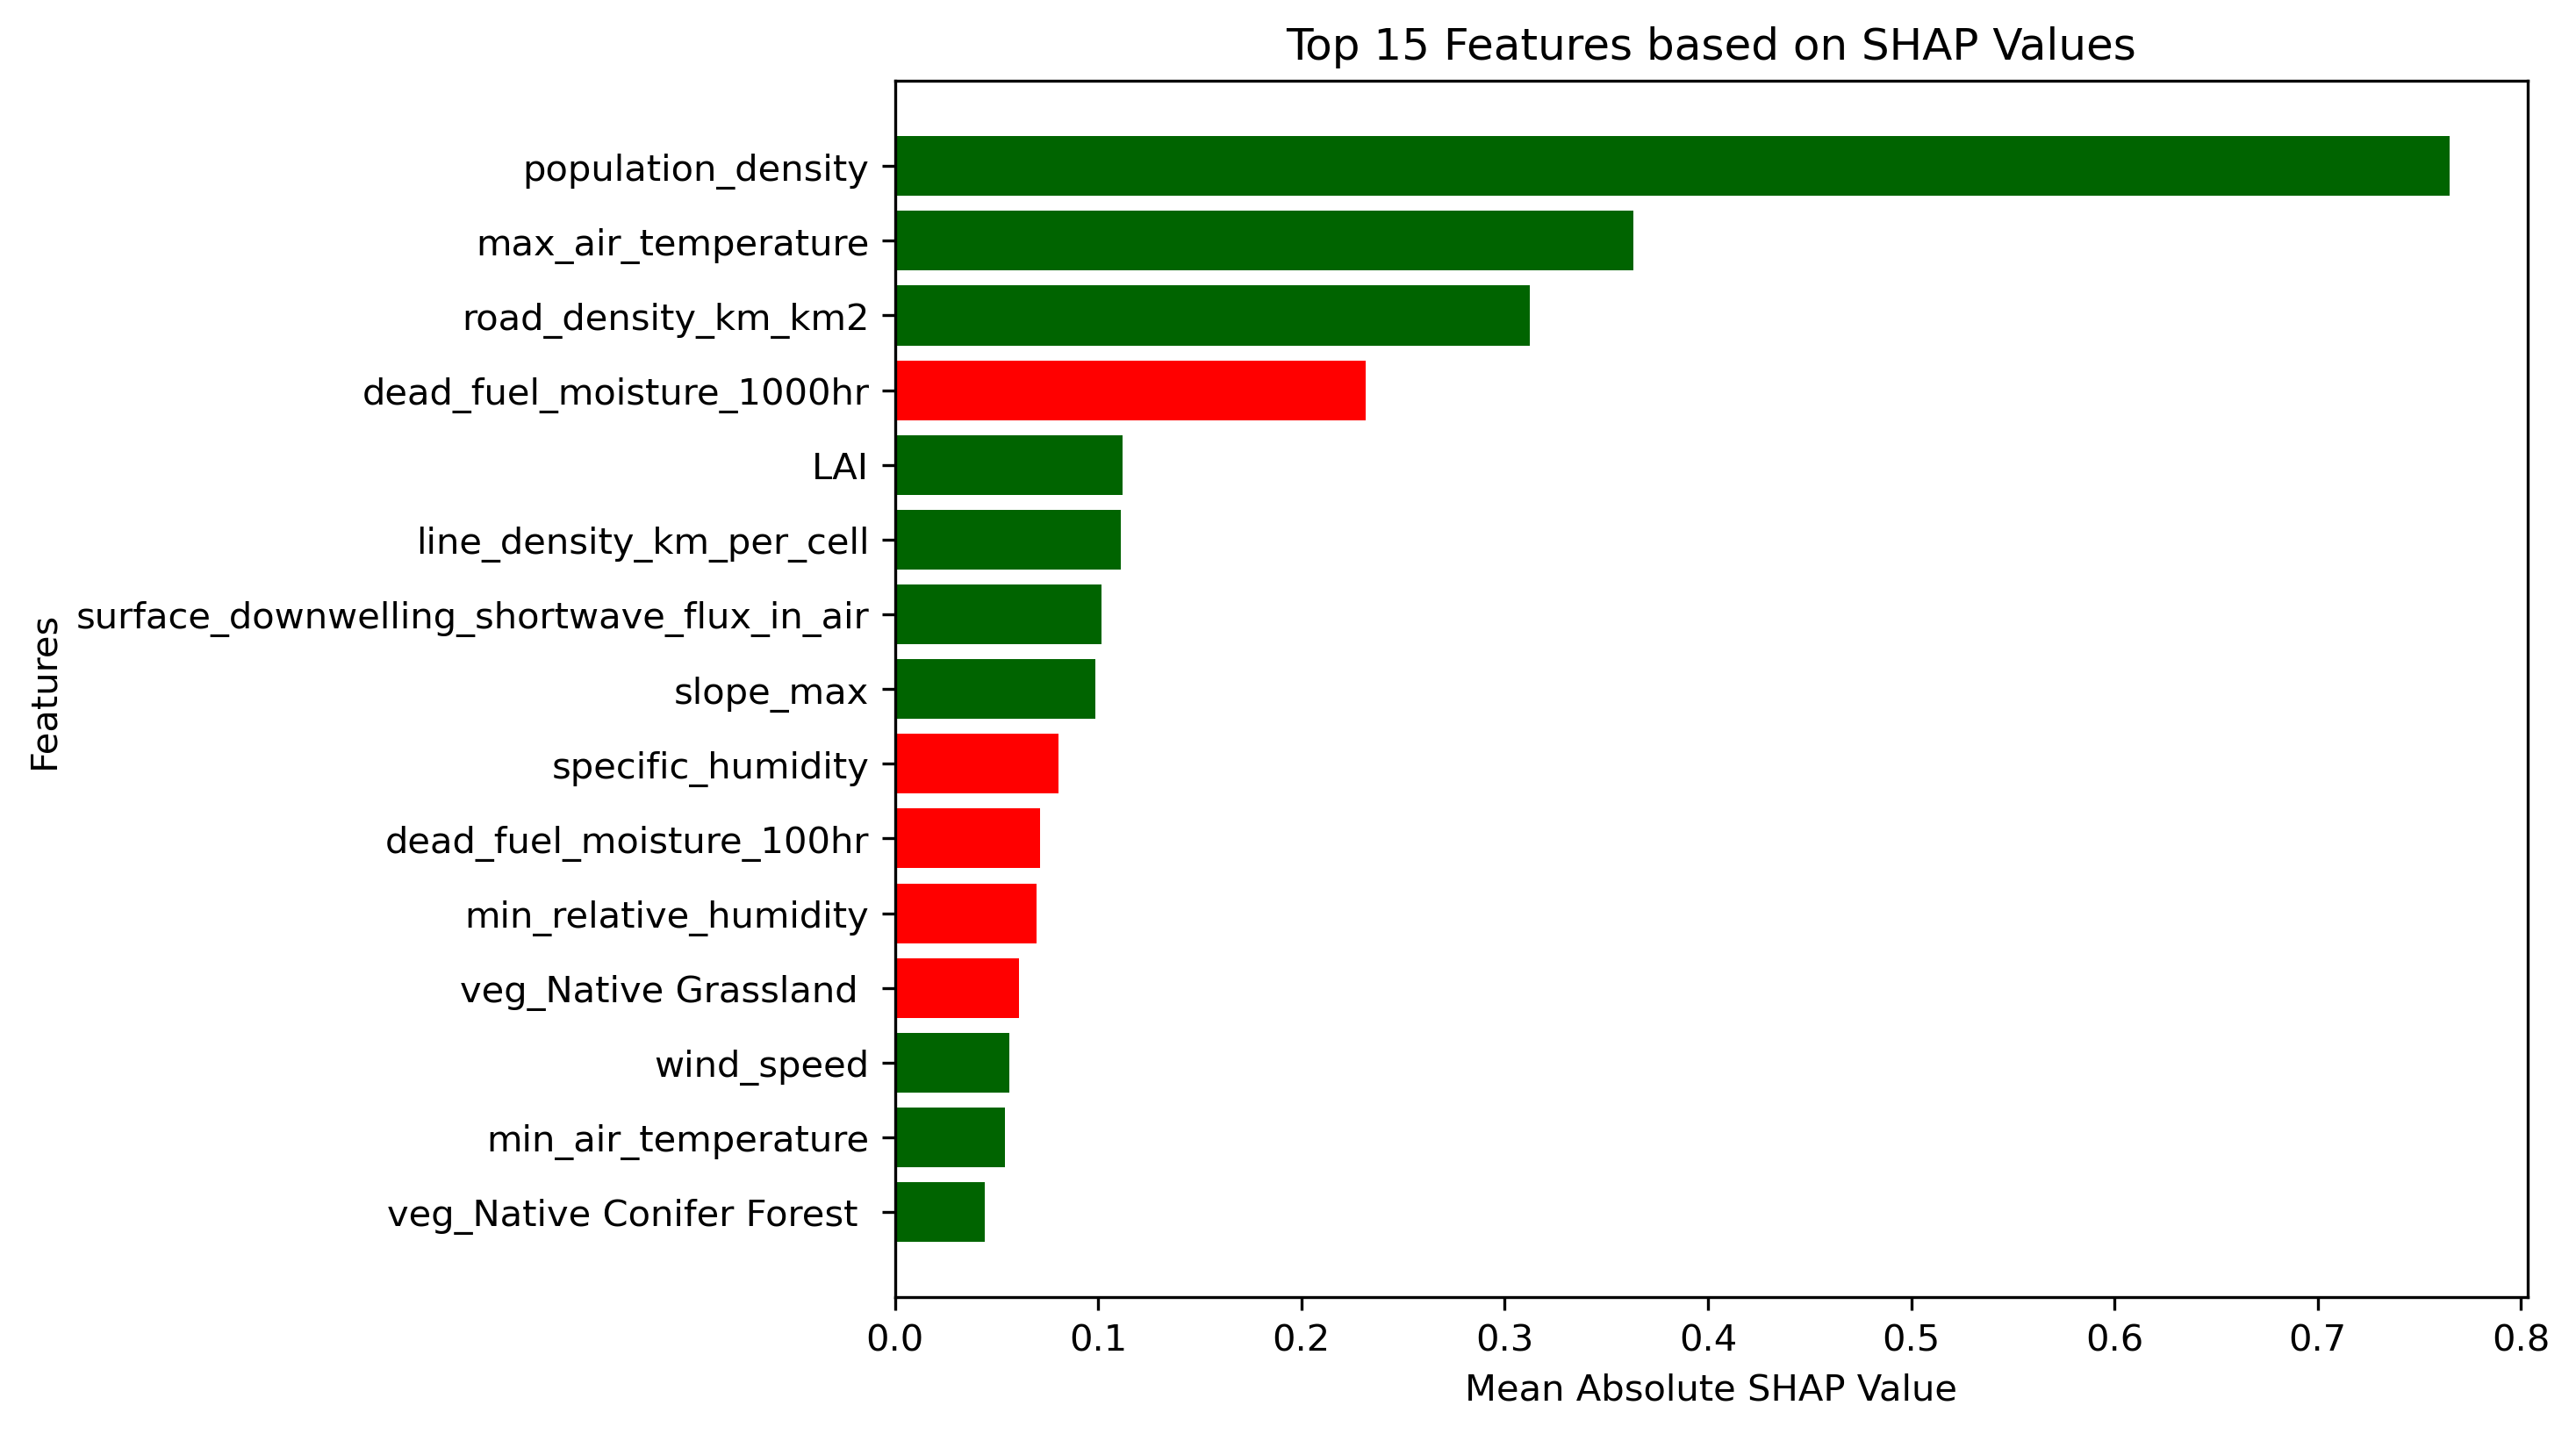 Top 15 Features based on SHAP Values
population_density
max_air_temperature
road_density_km_km2
dead_fuel_moisture_1000hr
LAI
line_density_km_per_cell
surface_downwelling_shortwave_flux_in_air
slope_max
specific_humidity
dead_fuel_moisture_100hr
min_relative_humidity
veg_Native Grassland
wind_speed
min_air_temperature
veg_Native Conifer Forest
Features
0.0 0.1 0.2 0.3 0.4 0.5 0.6 0.7 0.8
Mean Absolute SHAP Value